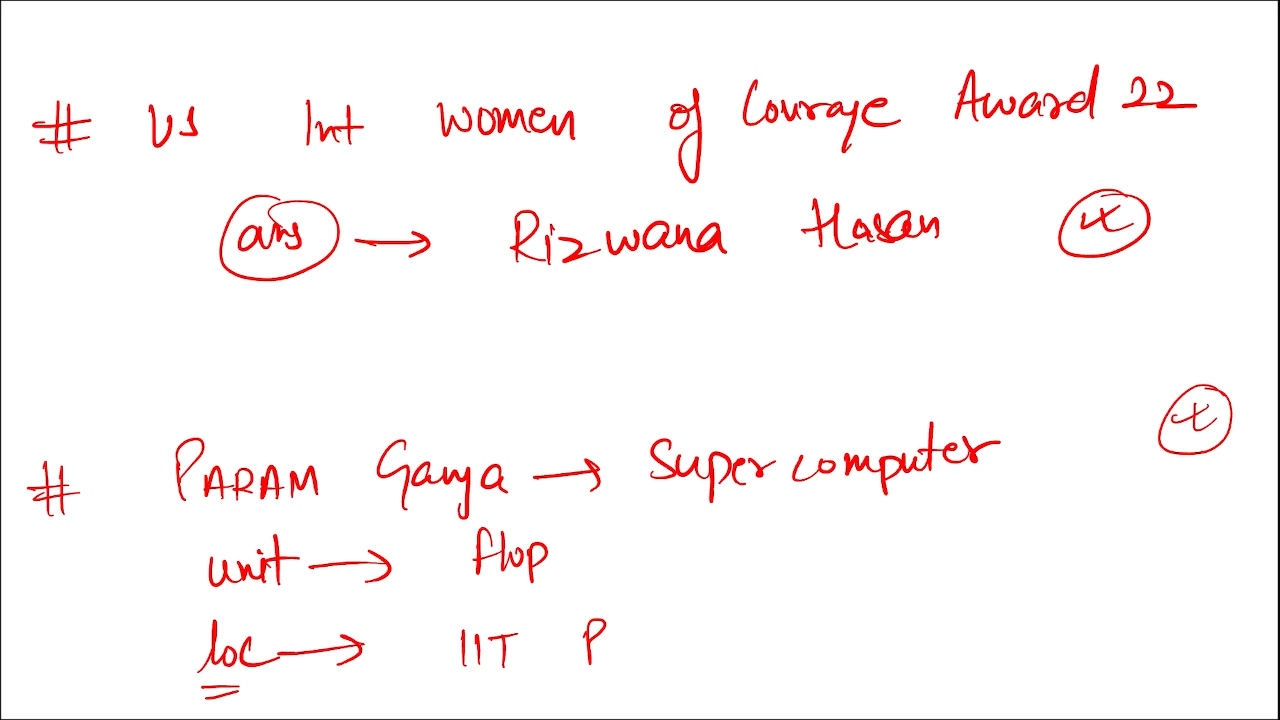 # US Int women of Courage Award 22
ans → Rizwana Hasan
# PARAM Ganga → Supercomputer
unit → flop
loc → IIT P